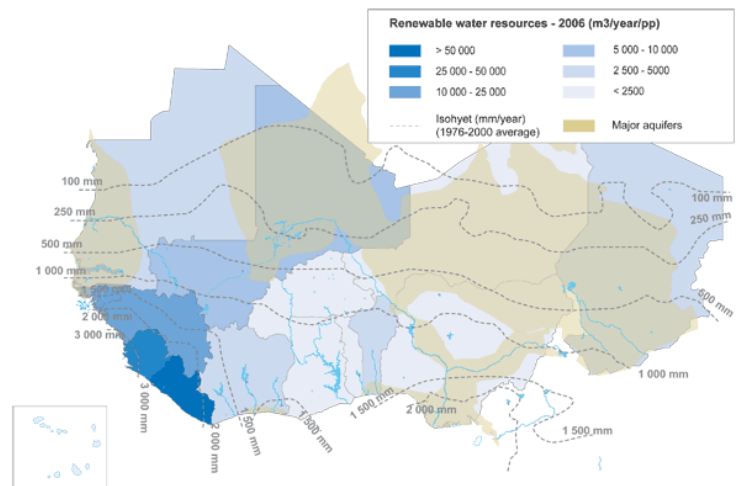 Renewable water resources - 2006 (m3/year/pp)
> 50 000
25 000 - 50 000
10 000 - 25 000
5 000 - 10 000
2 500 - 5000
< 2500
Isohyet (mm/year)
(1976-2000 average)
Major aquifers
100 mm
250 mm
500 mm
1 000 mm
2 000 mm
3 000 mm
3 000 mm
2 000 mm
1 500 mm
1 500 mm
2 000 mm
1 500 mm
1 000 mm
500 mm
250 mm
100 mm